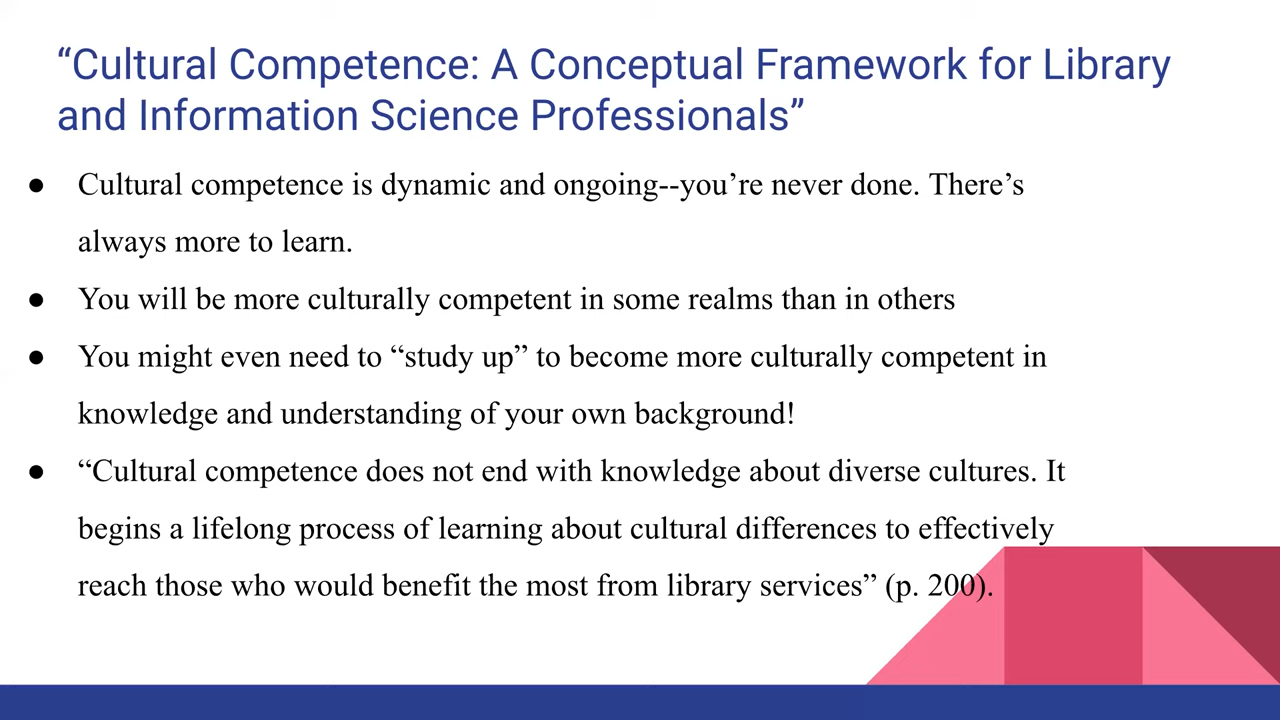 “Cultural Competence: A Conceptual Framework for Library
and Information Science Professionals”
● Cultural competence is dynamic and ongoing--you’re never done. There’s
always more to learn.
● You will be more culturally competent in some realms than in others
● You might even need to “study up” to become more culturally competent in
knowledge and understanding of your own background!
● “Cultural competence does not end with knowledge about diverse cultures. It
begins a lifelong process of learning about cultural differences to effectively
reach those who would benefit the most from library services” (p. 200).